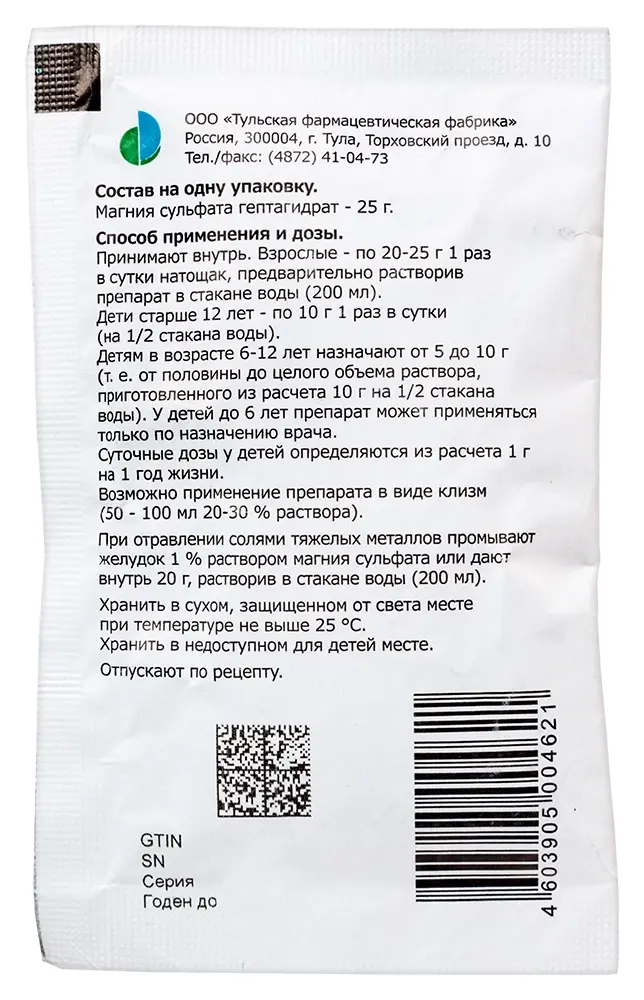 ООО «Тульская фармацевтическая фабрика»
Россия, 300004, г. Тула, Торховский проезд, д. 10
Тел./факс: (4872) 41-04-73
Состав на одну упаковку.
Магния сульфата гептагидрат - 25 г.
Способ применения и дозы.
Принимают внутрь. Взрослые - по 20-25 г 1 раз
в сутки натощак, предварительно растворив
препарат в стакане воды (200 мл).
Дети старше 12 лет - по 10 г 1 раз в сутки
(на 1/2 стакана воды).
Детям в возрасте 6-12 лет назначают от 5 до 10 г
(т. е. от половины до целого объема раствора,
приготовленного из расчета 10 г на 1/2 стакана
воды). У детей до 6 лет препарат может применяться
только по назначению врача.
Суточные дозы у детей определяются из расчета 1 г
на 1 год жизни.
Возможно применение препарата в виде клизм
(50 - 100 мл 20-30 % раствора).
При отравлении солями тяжелых металлов промывают
желудок 1 % раствором магния сульфата или дают
внутрь 20 г, растворив в стакане воды (200 мл).
Хранить в сухом, защищенном от света месте
при температуре не выше 25 °С.
Хранить в недоступном для детей месте.
Отпускают по рецепту.
GTIN
SN
Серия
Годен до
4 603905 004621